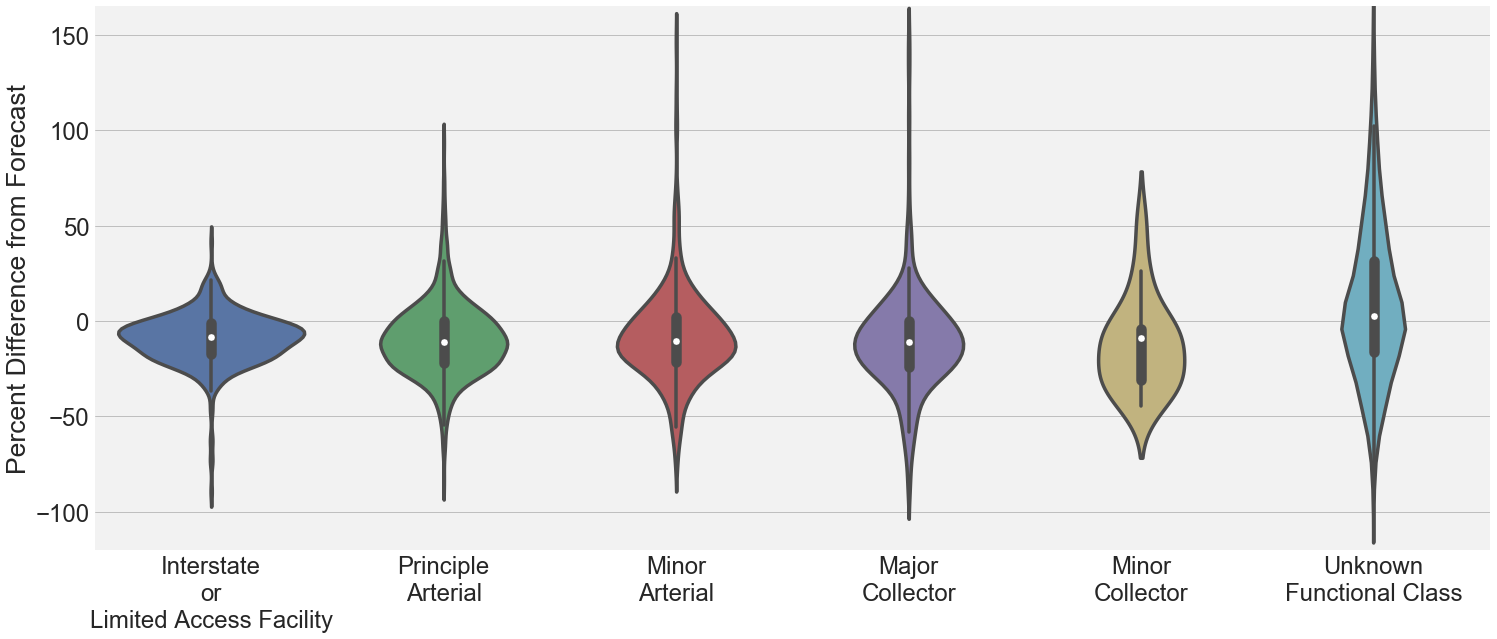 Percent Difference from Forecast
150
100
50
0
−50
−100
Interstate
or
Limited Access Facility
Principle
Arterial
Minor
Arterial
Major
Collector
Minor
Collector
Unknown
Functional Class